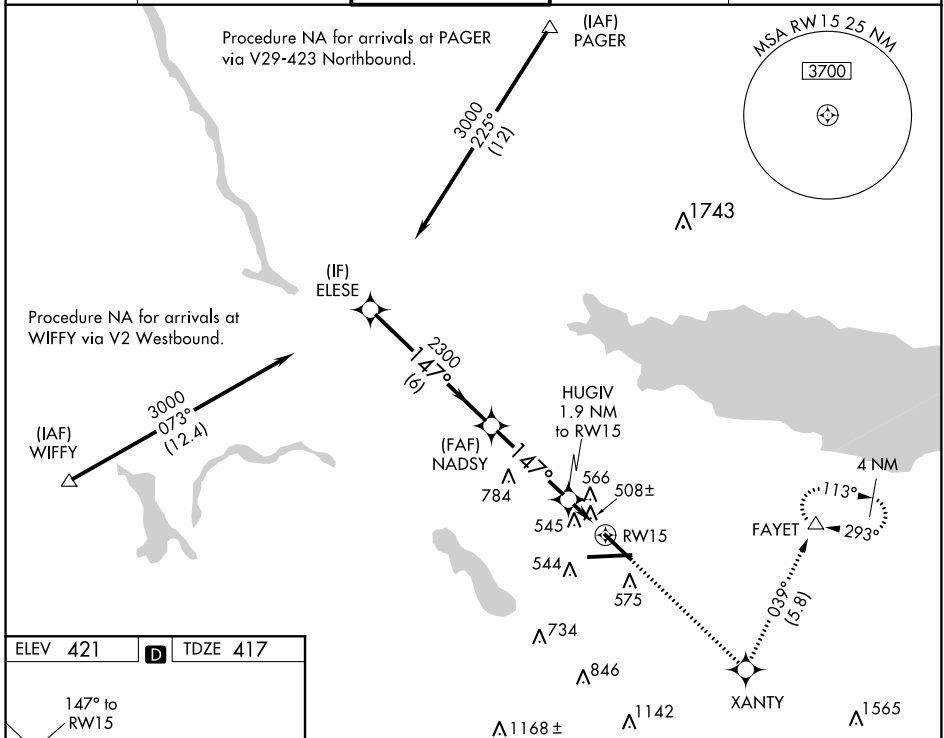 Procedure NA for arrivals at PAGER
via V29-423 Northbound.
(IAF)
PAGER
MSA RW15 25 NM
3700
3000
225°
(12)
1743
(IF)
ELESE
Procedure NA for arrivals at
WIFFY via V2 Westbound.
2300
147°
(6)
HUGIV
1.9 NM
to RW15
3000
073°
(12.4)
(IAF)
WIFFY
(FAF)
NADSY
147°
784
566
508±
545
RW15
4 NM
113°
FAYET
293°
544
575
039°
(5.8)
734
846
XANTY
1168 ±
1142
1565
ELEV 421
D
TDZE 417
147° to
RW15